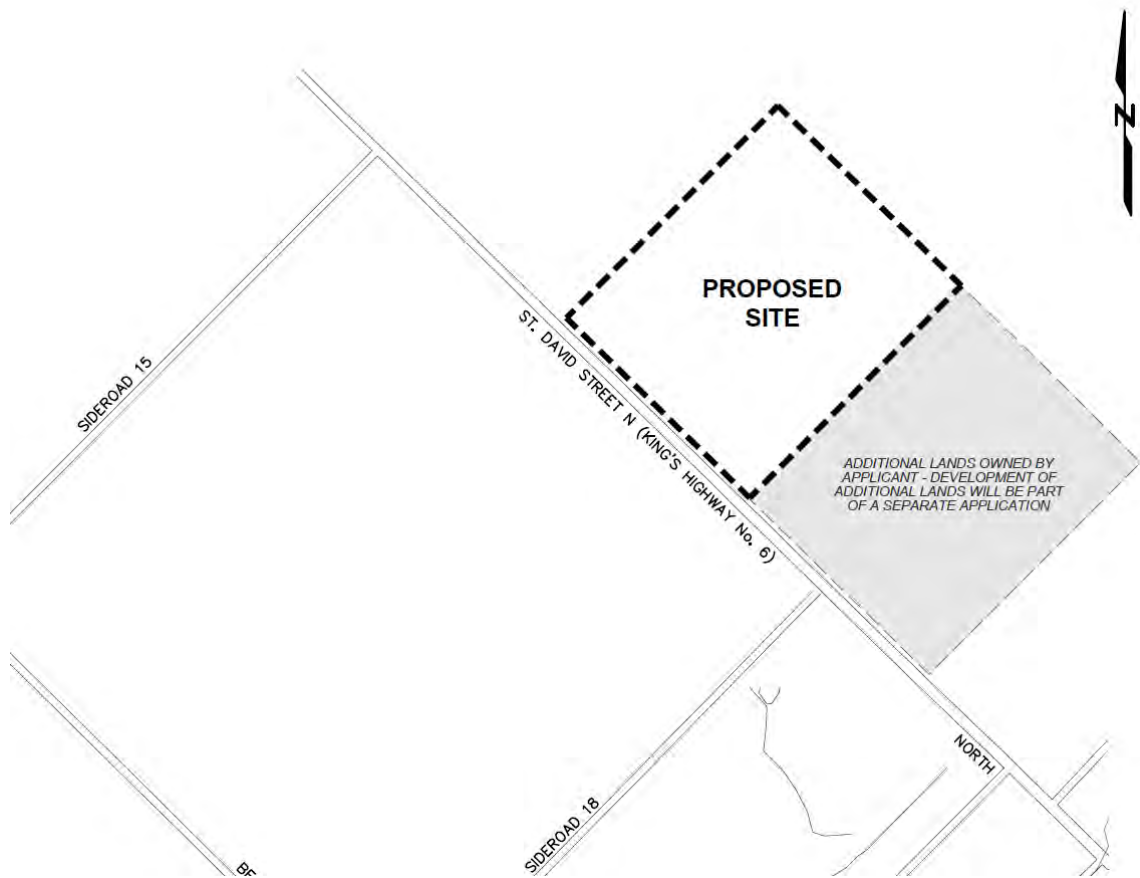 N
PROPOSED
SITE
ST. DAVID STREET N (KING'S HIGHWAY No. 6)
SIDEROAD 15
ADDITIONAL LANDS OWNED BY
APPLICANT - DEVELOPMENT OF
ADDITIONAL LANDS WILL BE PART
OF A SEPARATE APPLICATION
NORTH
SIDEROAD 18